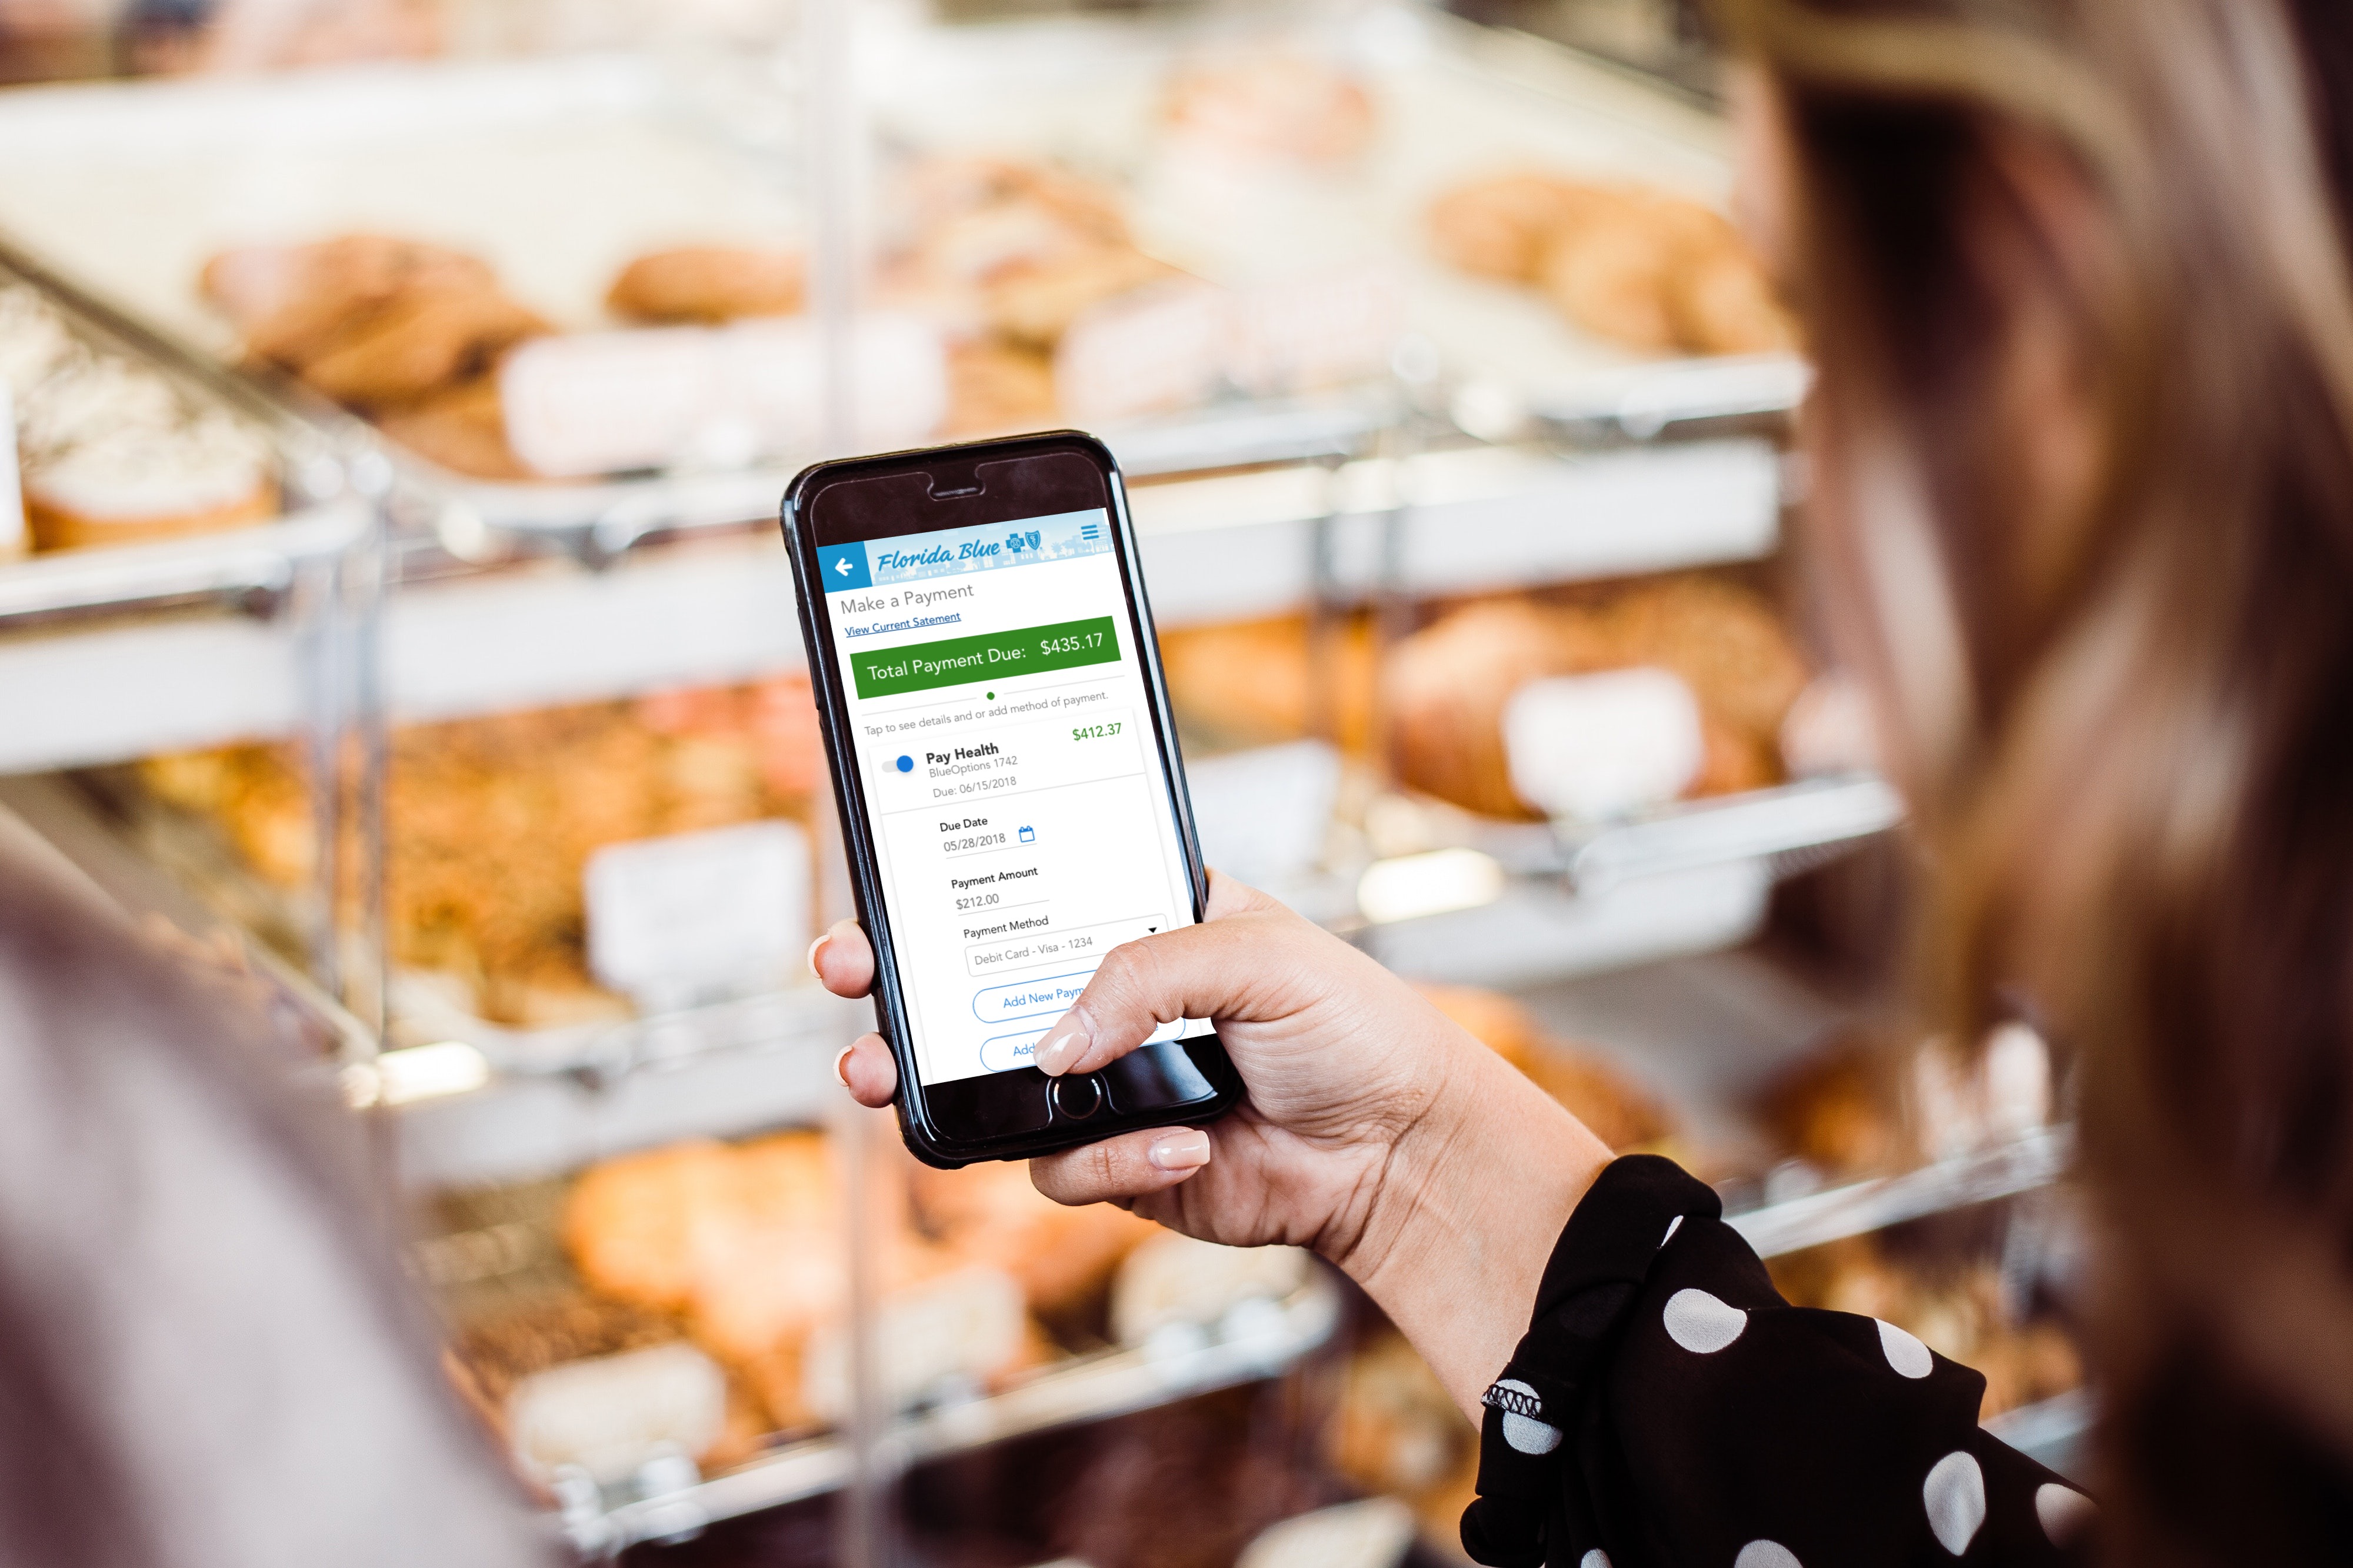 Florida Blue
Make a Payment
View Current Satement
Total Payment Due: $435.17
Tap to see details and or add method of payment.
Pay Health $412.37
BlueOptions 1742
Due: 06/15/2018
Due Date
05/28/2018
Payment Amount
$212.00
Payment Method
Debit Card - Visa - 1234
Add New
Add